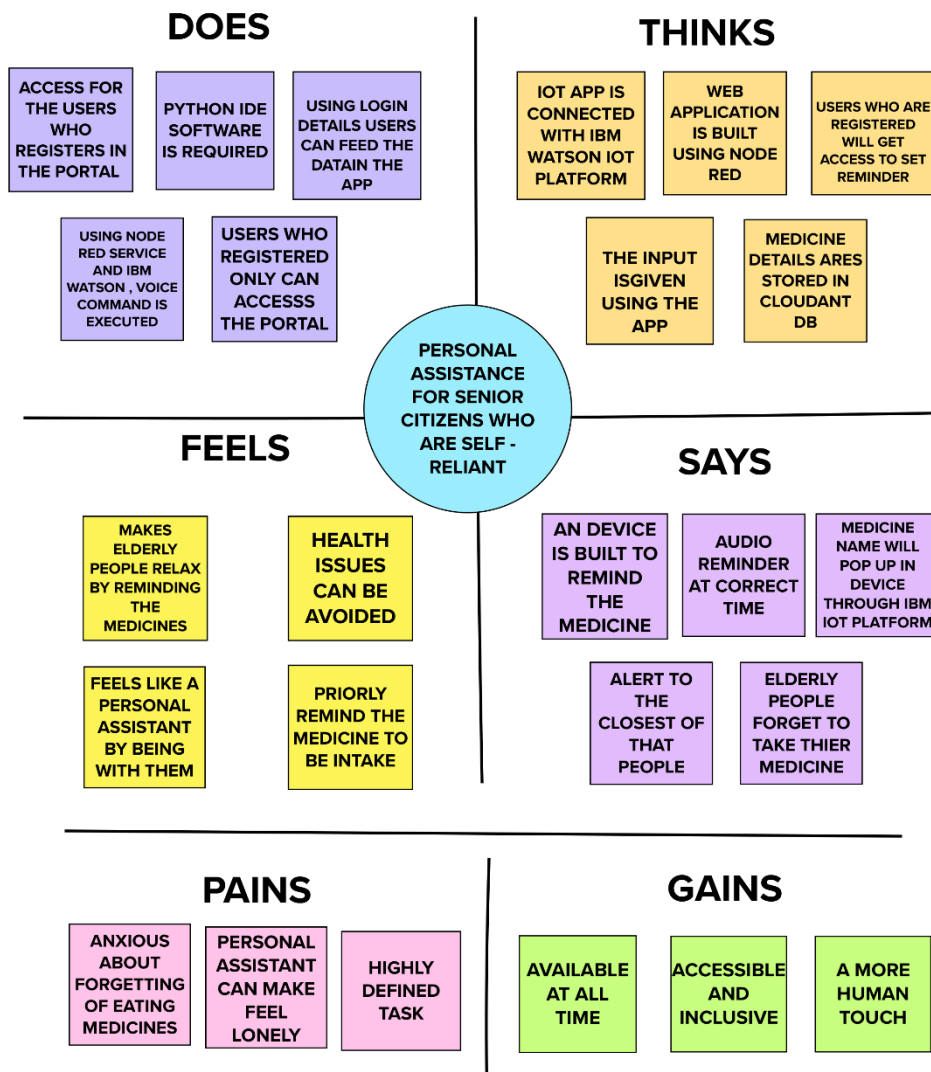 DOES
ACCESS FOR
THE USERS
WHO
REGISTERS IN
THE PORTAL
PYTHON IDE
SOFTWARE
IS REQUIRED
USING LOGIN
DETAILS USERS
CAN FEED THE
DATAIN THE
APP
USING NODE
RED SERVICE
AND IBM
WATSON , VOICE
COMMAND IS
EXECUTED
USERS WHO
REGISTERED
ONLY CAN
ACCESSS
THE PORTAL
THINKS
IOT APP IS
CONNECTED
WITH IBM
WATSON IOT
PLATFORM
WEB
APPLICATION
IS BUILT
USING NODE
RED
USERS WHO ARE
REGISTERED
WILL GET
ACCESS TO SET
REMINDER
THE INPUT
ISGIVEN
USING THE
APP
MEDICINE
DETAILS ARES
STORED IN
CLOUDANT
DB
PERSONAL
ASSISTANCE
FOR SENIOR
CITIZENS WHO
ARE SELF -
RELIANT
FEELS
MAKES
ELDERLY
PEOPLE RELAX
BY REMINDING
THE
MEDICINES
HEALTH
ISSUES
CAN BE
AVOIDED
FEELS LIKE A
PERSONAL
ASSISTANT
BY BEING
WITH THEM
PRIORLY
REMIND THE
MEDICINE TO
BE INTAKE
SAYS
AN DEVICE
IS BUILT TO
REMIND
THE
MEDICINE
AUDIO
REMINDER
AT CORRECT
TIME
MEDICINE
NAME WILL
POP UP IN
DEVICE
THROUGH IBM
IOT PLATFORM
ALERT TO
THE
CLOSEST OF
THAT
PEOPLE
ELDERLY
PEOPLE
FORGET TO
TAKE THIER
MEDICINE
PAINS
ANXIOUS
ABOUT
FORGETTING
OF EATING
MEDICINES
PERSONAL
ASSISTANT
CAN MAKE
FEEL
LONELY
HIGHLY
DEFINED
TASK
GAINS
AVAILABLE
AT ALL
TIME
ACCESSIBLE
AND
INCLUSIVE
A MORE
HUMAN
TOUCH